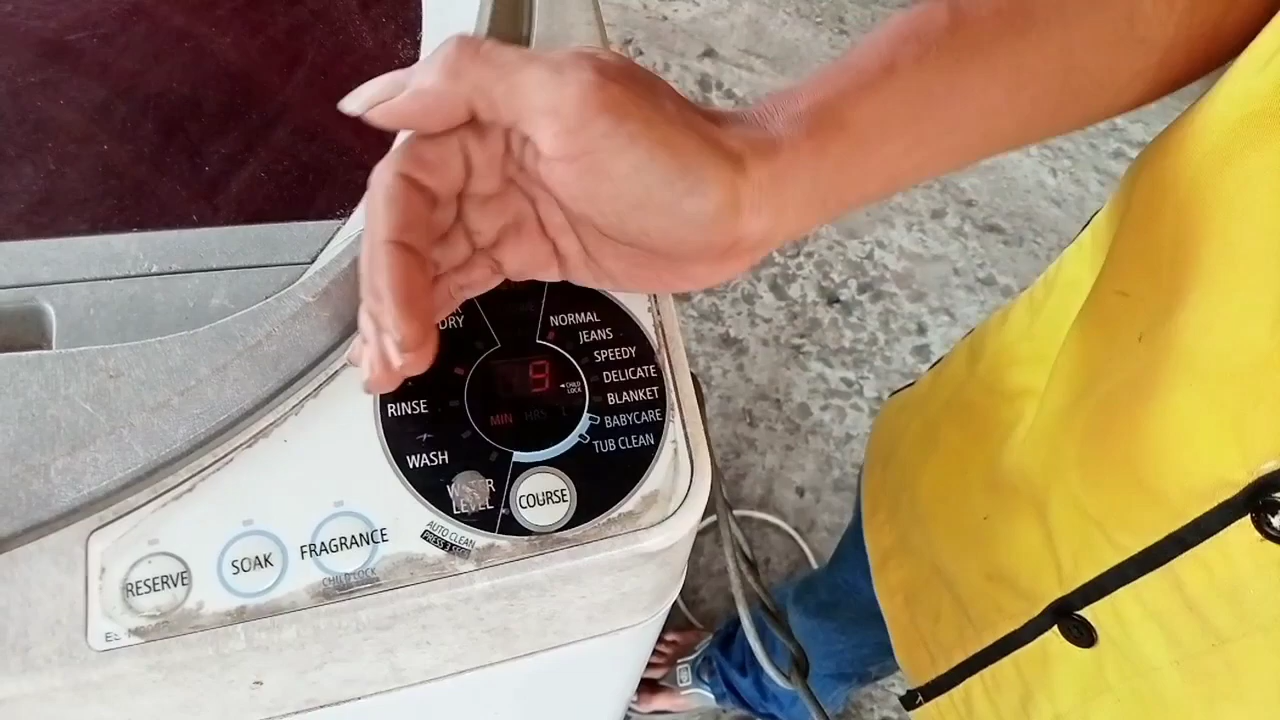 DRY
NORMAL
JEANS
SPEEDY
DELICATE
BLANKET
BABYCARE
TUB CLEAN
9
CHILD
LOCK
MIN HRS
RINSE
WASH
WATER
LEVEL
COURSE
AUTO CLEAN
PRESS 3 SEC
FRAGRANCE
CHILD LOCK
SOAK
RESERVE